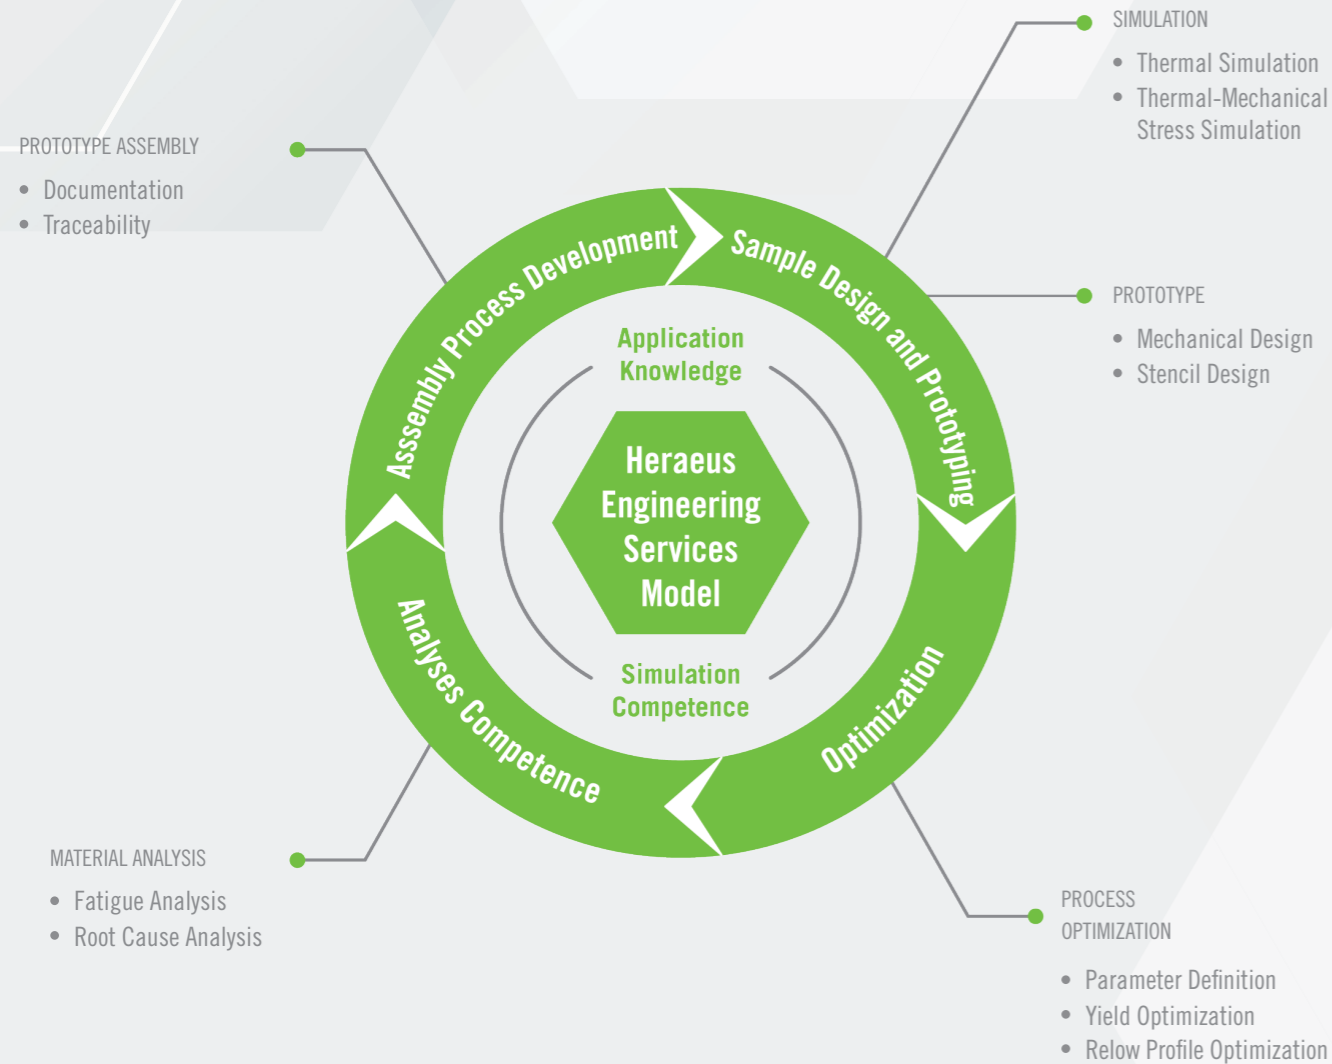 SIMULATION
• Thermal Simulation
• Thermal-Mechanical
Stress Simulation
PROTOTYPE ASSEMBLY
• Documentation
• Traceability
Asssembly Process Development
Sample Design and Prototyping
PROTOTYPE
• Mechanical Design
• Stencil Design
Application
Knowledge
Heraeus
Engineering
Services
Model
Simulation
Competence
Analyses Competence
Optimization
MATERIAL ANALYSIS
• Fatigue Analysis
• Root Cause Analysis
PROCESS
OPTIMIZATION
• Parameter Definition
• Yield Optimization
• Relow Profile Optimization